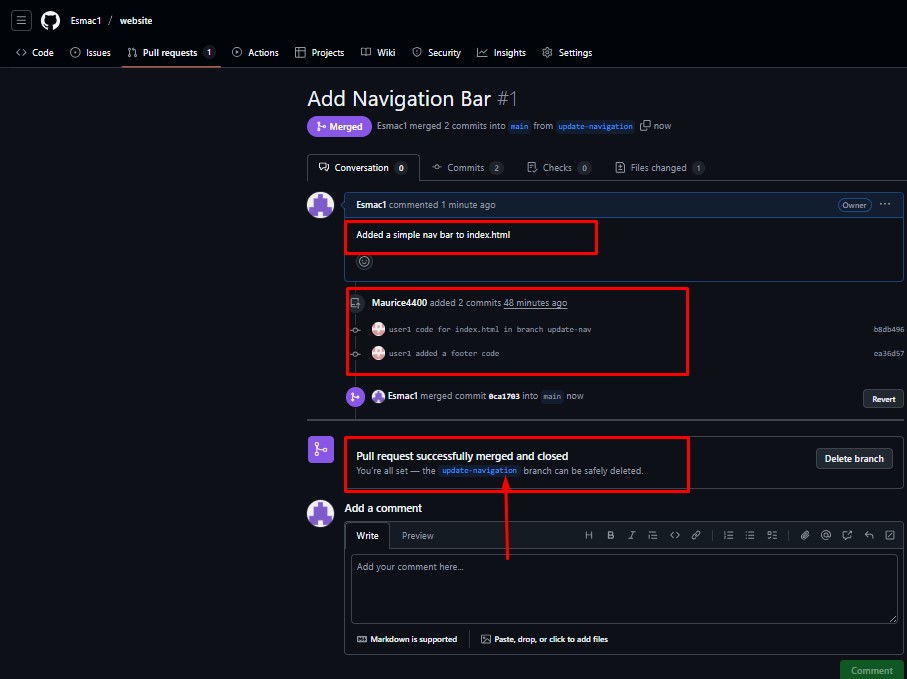 Esmac1 / website
Code Issues Pull requests 1 Actions Projects Wiki Security Insights Settings
Add Navigation Bar #1
Merged Esmac1 merged 2 commits into main from update-navigation now
Conversation 0 Commits 2 Checks 0 Files changed 1
Esmac1 commented 1 minute ago Owner ...
Added a simple nav bar to index.html
Maurice4400 added 2 commits 48 minutes ago
user1 code for index.html in branch update-nav b8db496
user1 added a footer code ea36d57
Esmac1 merged commit 0ca1703 into main now Revert
Pull request successfully merged and closed
You're all set — the update-navigation branch can be safely deleted.
Delete branch
Add a comment
Write Preview
Add your comment here...
Markdown is supported Paste, drop, or click to add files
Comment